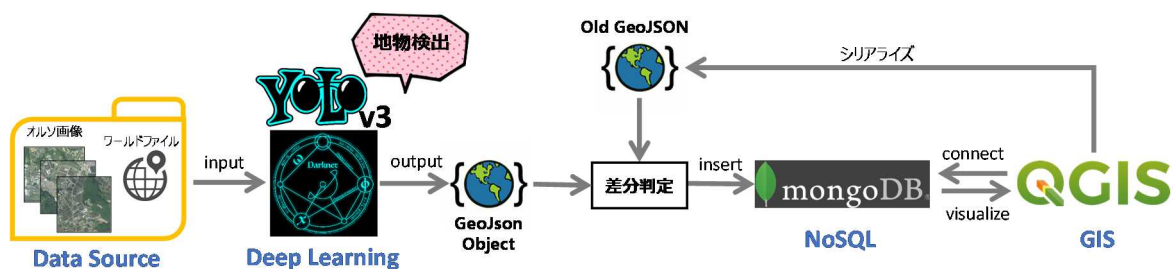 オルソ画像
ワールドファイル
Data Source
input
地物検出
YOLO
v3
Darknet
Deep Learning
output
GeoJson
Object
Old GeoJSON
差分判定
シリアライズ
insert
mongoDB
NoSQL
connect
visualize
QGIS
GIS